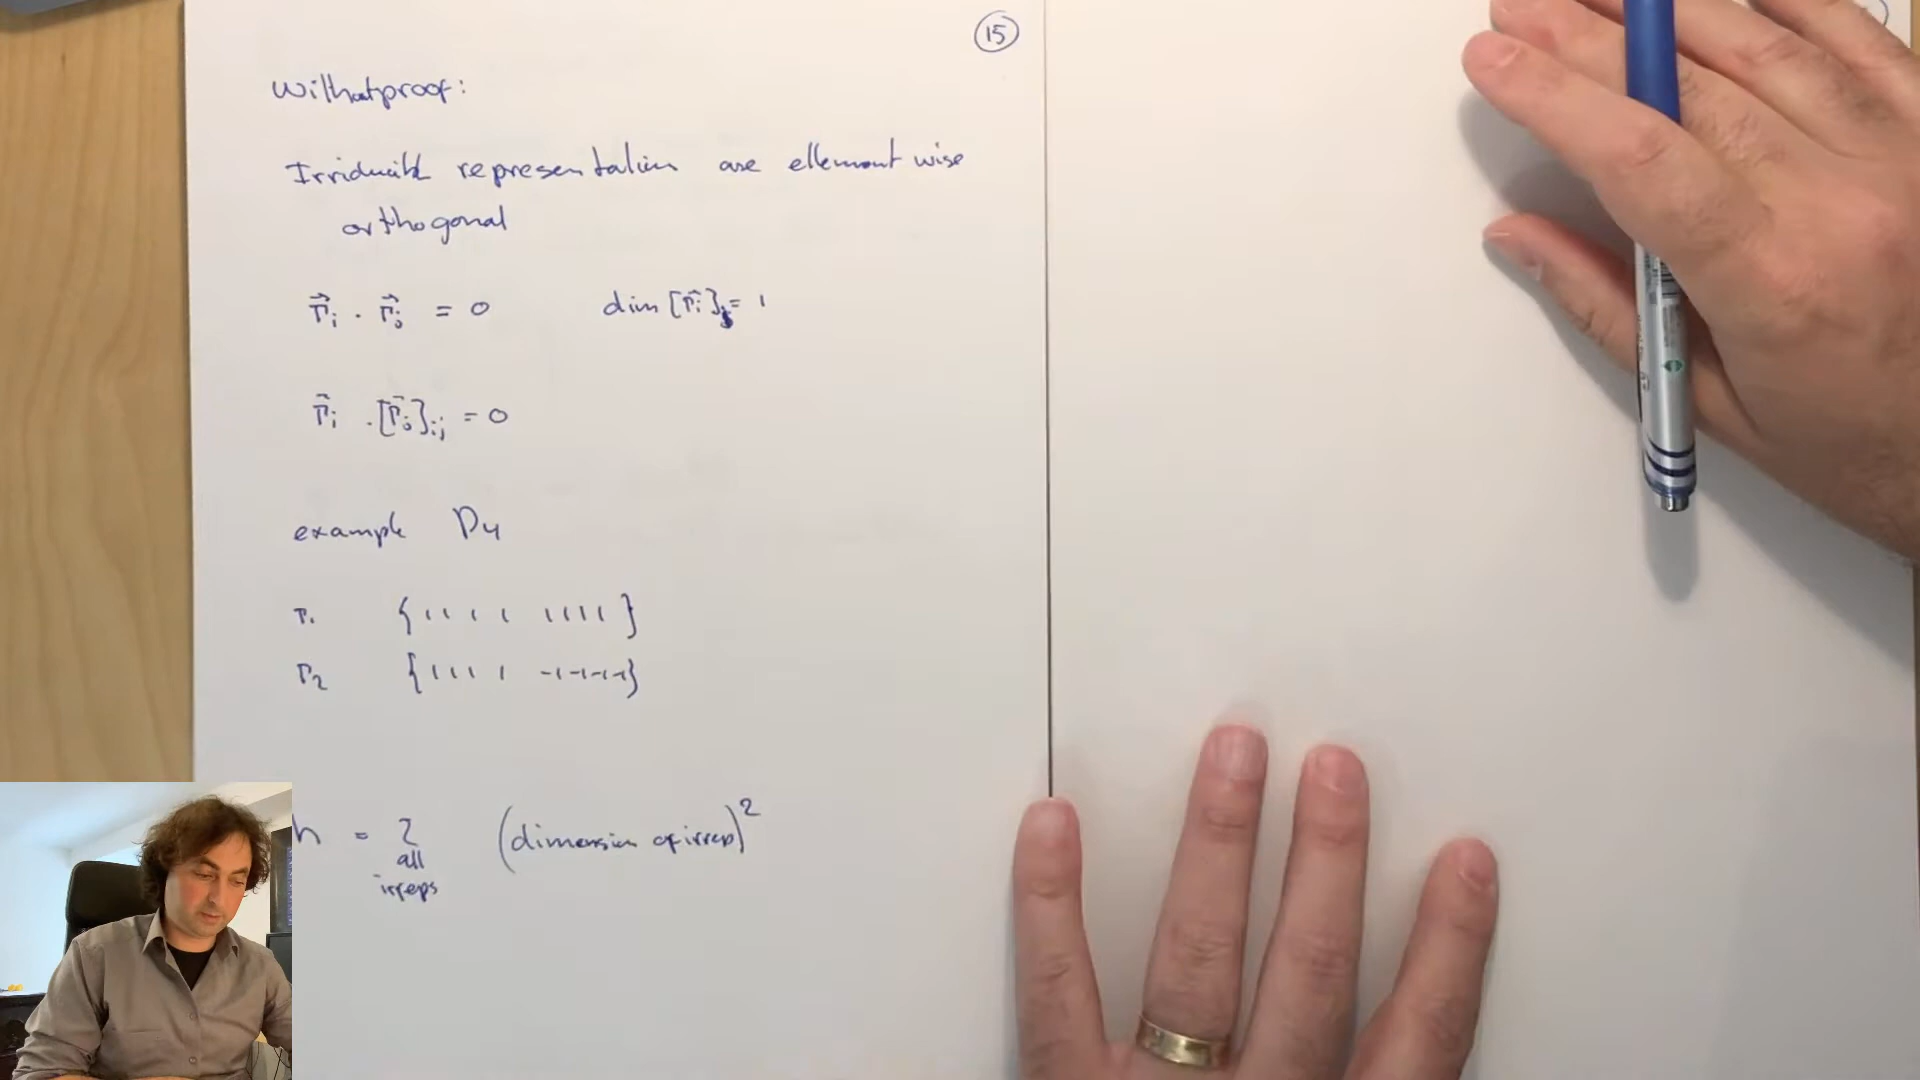 15
Withoutproof:
Irriducible representation are ellement wise
orthogonal
Γ⃗i · Γ⃗j = 0 dim [Γ⃗i]j = 1
Γ⃗i · [Γ⃗j]ij = 0
example D4
Γ1 { 1 1 1 1 1 1 1 1 }
Γ2 { 1 1 1 1 -1 -1 -1 -1 }
h = Σ (dimension of irrep)²
all
irreps